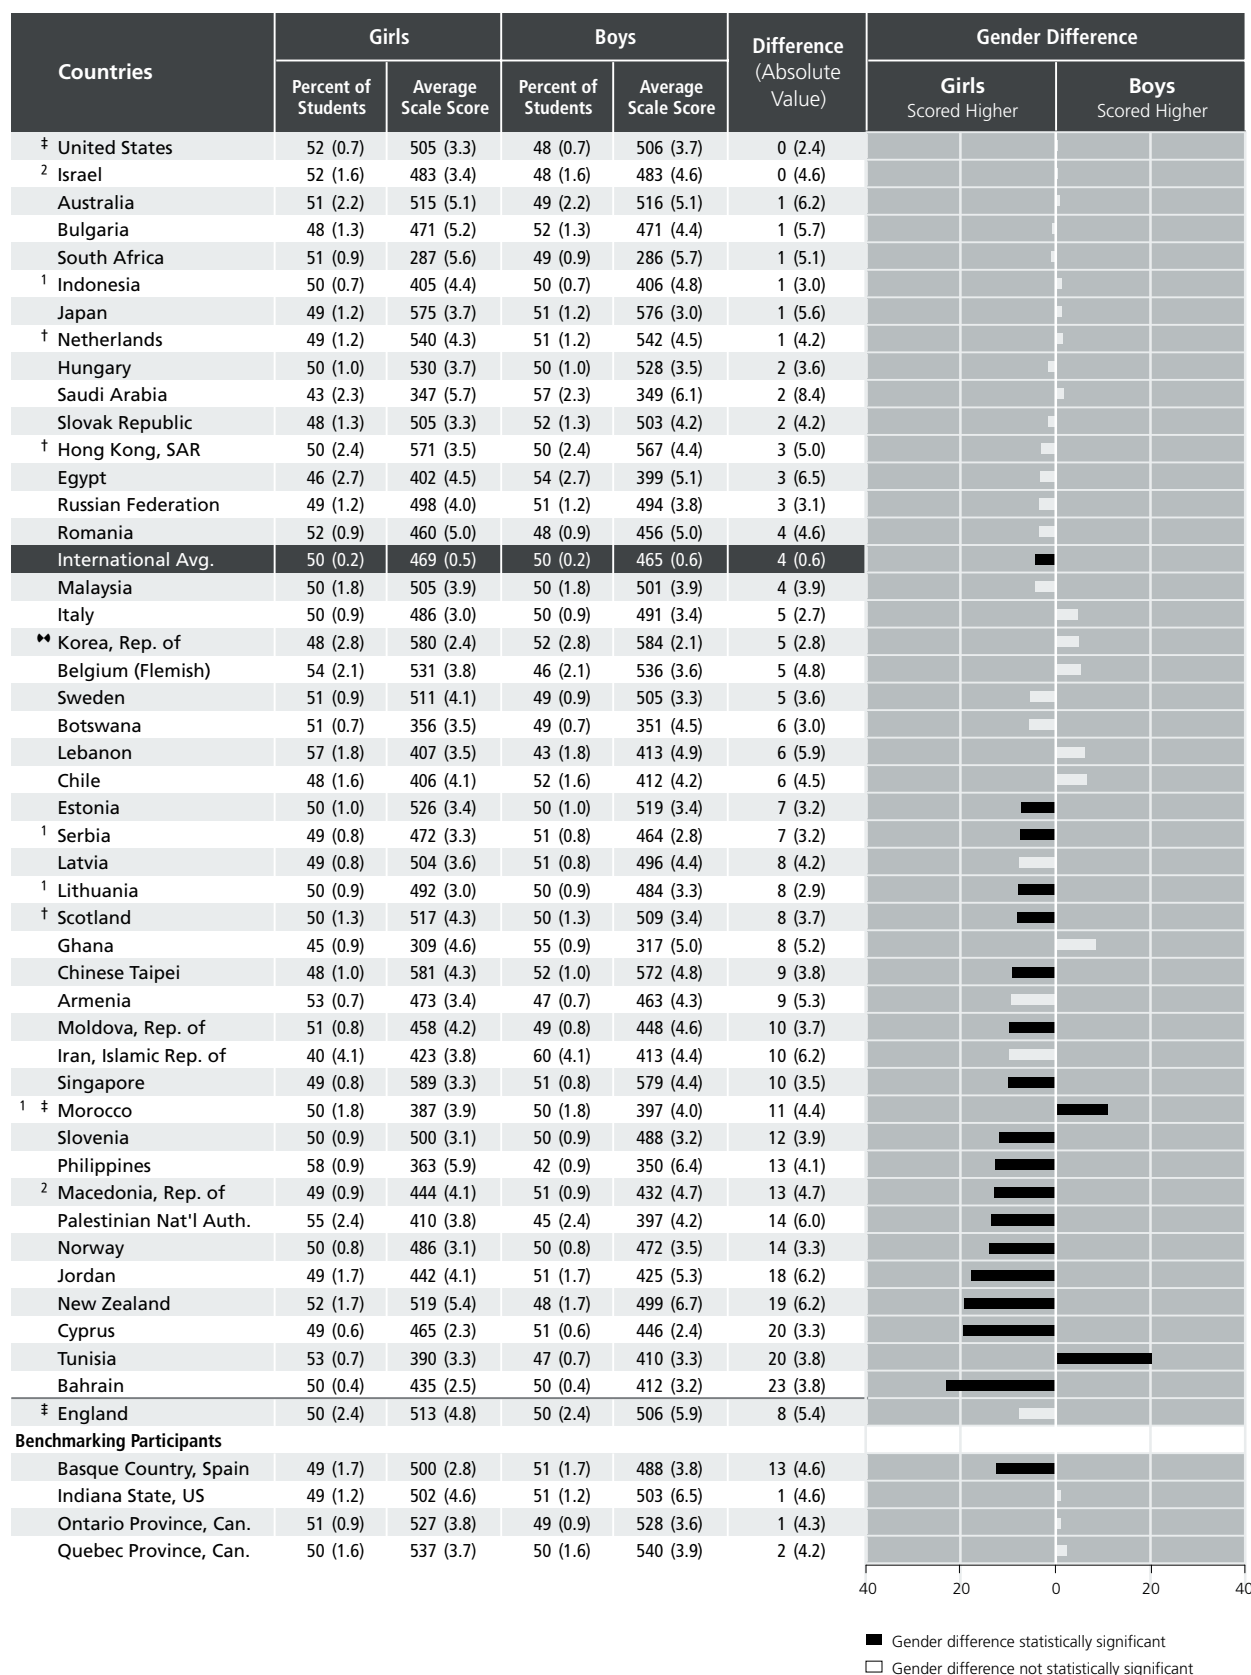 Countries Girls Boys Difference (Absolute Value) Gender Difference
Percent of Students Average Scale Score Percent of Students Average Scale Score Girls Scored Higher Boys Scored Higher
‡ United States 52 (0.7) 505 (3.3) 48 (0.7) 506 (3.7) 0 (2.4)
2 Israel 52 (1.6) 483 (3.4) 48 (1.6) 483 (4.6) 0 (4.6)
Australia 51 (2.2) 515 (5.1) 49 (2.2) 516 (5.1) 1 (6.2)
Bulgaria 48 (1.3) 471 (5.2) 52 (1.3) 471 (4.4) 1 (5.7)
South Africa 51 (0.9) 287 (5.6) 49 (0.9) 286 (5.7) 1 (5.1)
1 Indonesia 50 (0.7) 405 (4.4) 50 (0.7) 406 (4.8) 1 (3.0)
Japan 49 (1.2) 575 (3.7) 51 (1.2) 576 (3.0) 1 (5.6)
† Netherlands 49 (1.2) 540 (4.3) 51 (1.2) 542 (4.5) 1 (4.2)
Hungary 50 (1.0) 530 (3.7) 50 (1.0) 528 (3.5) 2 (3.6)
Saudi Arabia 43 (2.3) 347 (5.7) 57 (2.3) 349 (6.1) 2 (8.4)
Slovak Republic 48 (1.3) 505 (3.3) 52 (1.3) 503 (4.2) 2 (4.2)
† Hong Kong, SAR 50 (2.4) 571 (3.5) 50 (2.4) 567 (4.4) 3 (5.0)
Egypt 46 (2.7) 402 (4.5) 54 (2.7) 399 (5.1) 3 (6.5)
Russian Federation 49 (1.2) 498 (4.0) 51 (1.2) 494 (3.8) 3 (3.1)
Romania 52 (0.9) 460 (5.0) 48 (0.9) 456 (5.0) 4 (4.6)
International Avg. 50 (0.2) 469 (0.5) 50 (0.2) 465 (0.6) 4 (0.6)
Malaysia 50 (1.8) 505 (3.9) 50 (1.8) 501 (3.9) 4 (3.9)
Italy 50 (0.9) 486 (3.0) 50 (0.9) 491 (3.4) 5 (2.7)
Korea, Rep. of 48 (2.8) 580 (2.4) 52 (2.8) 584 (2.1) 5 (2.8)
Belgium (Flemish) 54 (2.1) 531 (3.8) 46 (2.1) 536 (3.6) 5 (4.8)
Sweden 51 (0.9) 511 (4.1) 49 (0.9) 505 (3.3) 5 (3.6)
Botswana 51 (0.7) 356 (3.5) 49 (0.7) 351 (4.5) 6 (3.0)
Lebanon 57 (1.8) 407 (3.5) 43 (1.8) 413 (4.9) 6 (5.9)
Chile 48 (1.6) 406 (4.1) 52 (1.6) 412 (4.2) 6 (4.5)
Estonia 50 (1.0) 526 (3.4) 50 (1.0) 519 (3.4) 7 (3.2)
1 Serbia 49 (0.8) 472 (3.3) 51 (0.8) 464 (2.8) 7 (3.2)
Latvia 49 (0.8) 504 (3.6) 51 (0.8) 496 (4.4) 8 (4.2)
1 Lithuania 50 (0.9) 492 (3.0) 50 (0.9) 484 (3.3) 8 (2.9)
† Scotland 50 (1.3) 517 (4.3) 50 (1.3) 509 (3.4) 8 (3.7)
Ghana 45 (0.9) 309 (4.6) 55 (0.9) 317 (5.0) 8 (5.2)
Chinese Taipei 48 (1.0) 581 (4.3) 52 (1.0) 572 (4.8) 9 (3.8)
Armenia 53 (0.7) 473 (3.4) 47 (0.7) 463 (4.3) 9 (5.3)
Moldova, Rep. of 51 (0.8) 458 (4.2) 49 (0.8) 448 (4.6) 10 (3.7)
Iran, Islamic Rep. of 40 (4.1) 423 (3.8) 60 (4.1) 413 (4.4) 10 (6.2)
Singapore 49 (0.8) 589 (3.3) 51 (0.8) 579 (4.4) 10 (3.5)
1 ‡ Morocco 50 (1.8) 387 (3.9) 50 (1.8) 397 (4.0) 11 (4.4)
Slovenia 50 (0.9) 500 (3.1) 50 (0.9) 488 (3.2) 12 (3.9)
Philippines 58 (0.9) 363 (5.9) 42 (0.9) 350 (6.4) 13 (4.1)
2 Macedonia, Rep. of 49 (0.9) 444 (4.1) 51 (0.9) 432 (4.7) 13 (4.7)
Palestinian Nat'l Auth. 55 (2.4) 410 (3.8) 45 (2.4) 397 (4.2) 14 (6.0)
Norway 50 (0.8) 486 (3.1) 50 (0.8) 472 (3.5) 14 (3.3)
Jordan 49 (1.7) 442 (4.1) 51 (1.7) 425 (5.3) 18 (6.2)
New Zealand 52 (1.7) 519 (5.4) 48 (1.7) 499 (6.7) 19 (6.2)
Cyprus 49 (0.6) 465 (2.3) 51 (0.6) 446 (2.4) 20 (3.3)
Tunisia 53 (0.7) 390 (3.3) 47 (0.7) 410 (3.3) 20 (3.8)
Bahrain 50 (0.4) 435 (2.5) 50 (0.4) 412 (3.2) 23 (3.8)
‡ England 50 (2.4) 513 (4.8) 50 (2.4) 506 (5.9) 8 (5.4)
Benchmarking Participants
Basque Country, Spain 49 (1.7) 500 (2.8) 51 (1.7) 488 (3.8) 13 (4.6)
Indiana State, US 49 (1.2) 502 (4.6) 51 (1.2) 503 (6.5) 1 (4.6)
Ontario Province, Can. 51 (0.9) 527 (3.8) 49 (0.9) 528 (3.6) 1 (4.3)
Quebec Province, Can. 50 (1.6) 537 (3.7) 50 (1.6) 540 (3.9) 2 (4.2)
40 20 0 20 40
Gender difference statistically significant
Gender difference not statistically significant